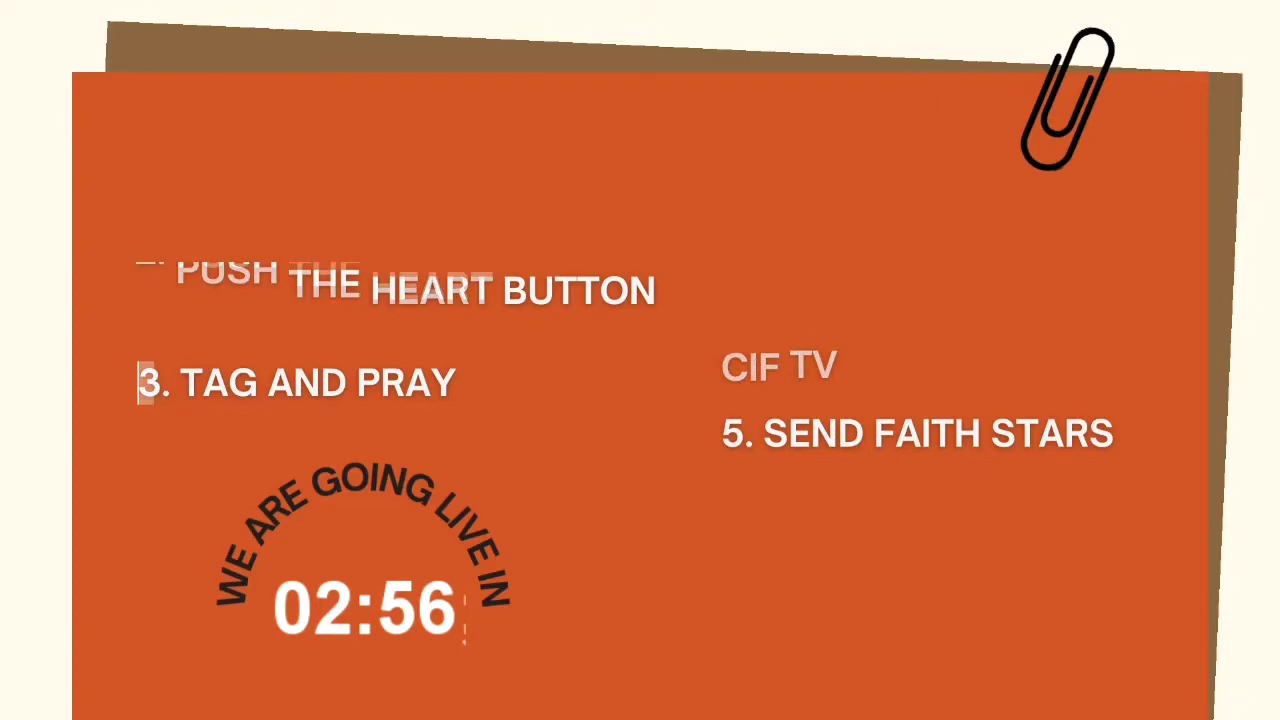 PUSH THE HEART BUTTON
3. TAG AND PRAY
CIF TV
5. SEND FAITH STARS
WE ARE GOING LIVE IN
02:56